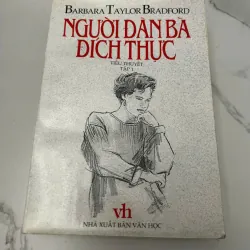 BARBARA TAYLOR BRADFORD
NGƯỜI ĐÀN BÀ
ĐÍCH THỰC
TIỂU THUYẾT
TẬP 1
vh
NHÀ XUẤT BẢN VĂN HỌC